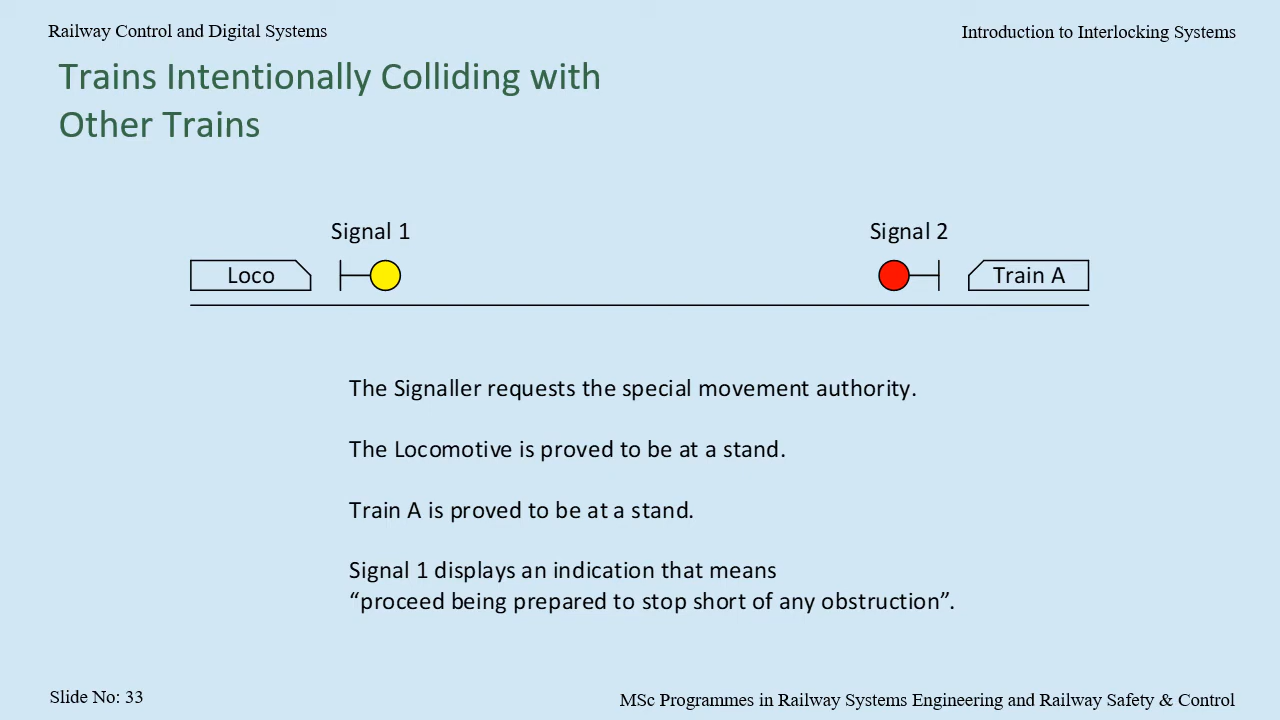 Railway Control and Digital Systems
Introduction to Interlocking Systems
Trains Intentionally Colliding with
Other Trains
Signal 1
Signal 2
Loco
Train A
The Signaller requests the special movement authority.
The Locomotive is proved to be at a stand.
Train A is proved to be at a stand.
Signal 1 displays an indication that means
“proceed being prepared to stop short of any obstruction”.
Slide No: 33
MSc Programmes in Railway Systems Engineering and Railway Safety & Control